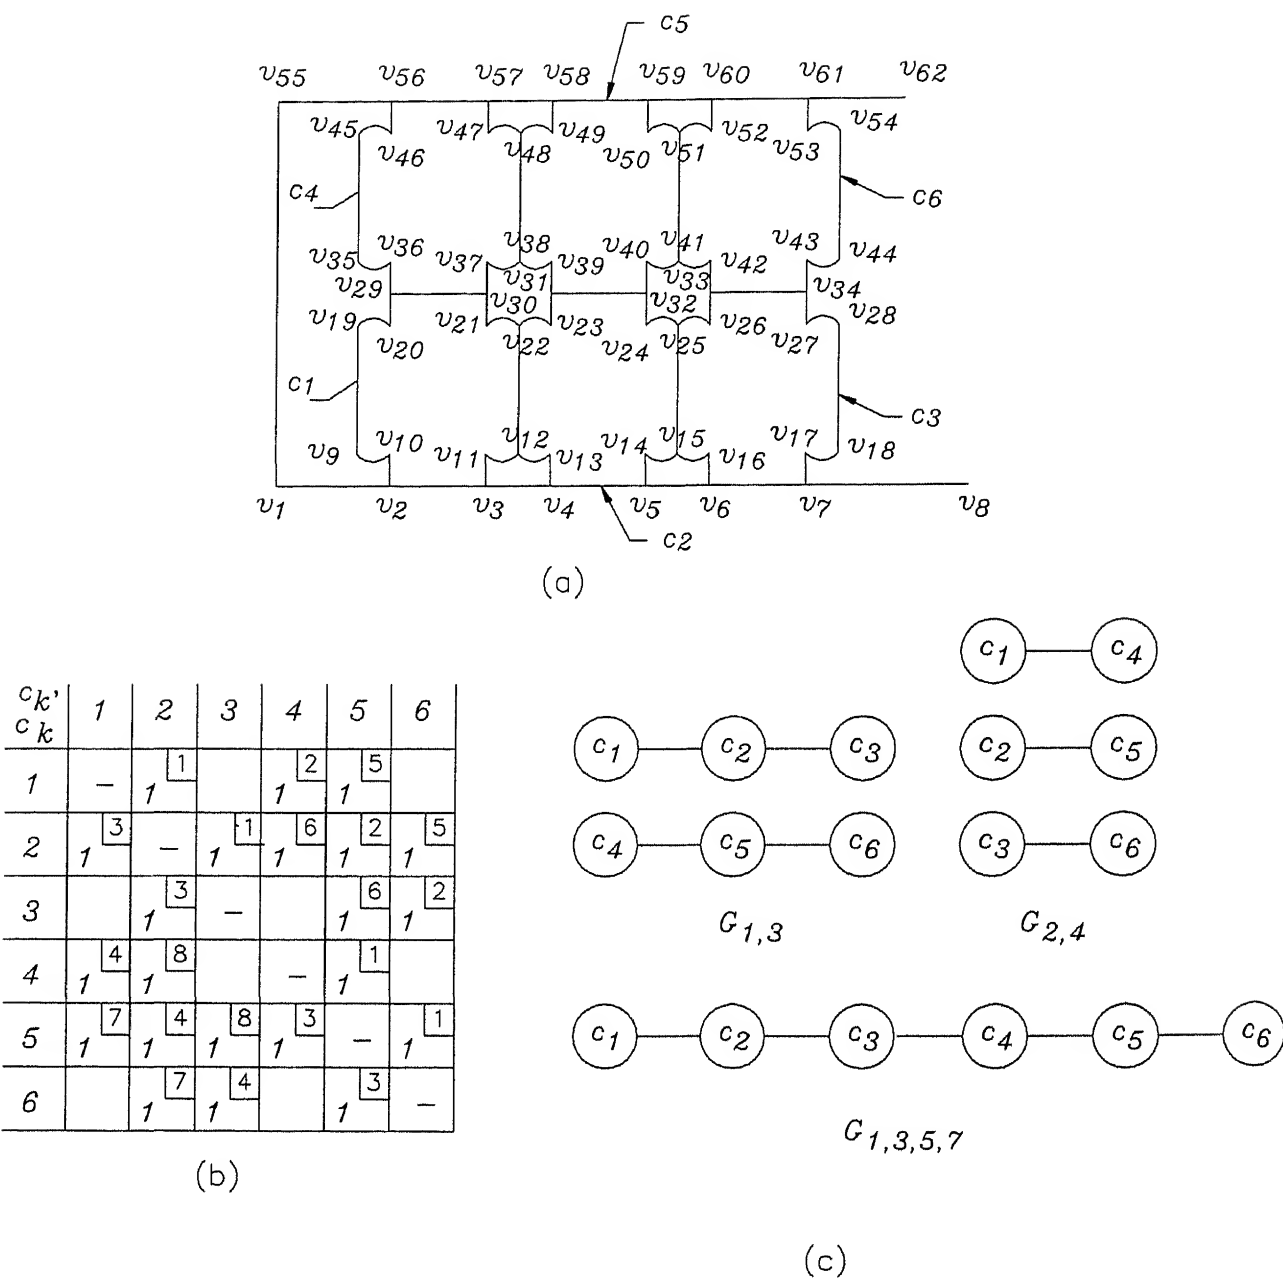 c5
v55 v56 v57 v58 v59 v60 v61 v62
v45 v47 v49 v52 v54
v46 v48 v50 v51 v53
c4 c6
v35 v36 v37 v38 v39 v40 v41 v42 v43 v44
v29 v31 v33 v34
v30 v32
v19 v21 v23 v26 v28
v20 v22 v24 v25 v27
c1 c3
v9 v10 v11 v12 v13 v14 v15 v16 v17 v18
v1 v2 v3 v4 v5 v6 v7 v8
c2
(a)
ck'
ck 1 2 3 4 5 6
1 – 1 1 1 2 1 5
2 1 3 – 1 1 1 6 1 2 1 5
3 1 3 – 1 6 1 2
4 1 4 1 8 – 1 1
5 1 7 1 4 1 8 1 3 – 1 1
6 1 7 1 4 1 3 –
(b)
c1 c2 c3
c4 c5 c6
G1,3
c1 c4
c2 c5
c3 c6
G2,4
c1 c2 c3 c4 c5 c6
G1,3,5,7
(c)